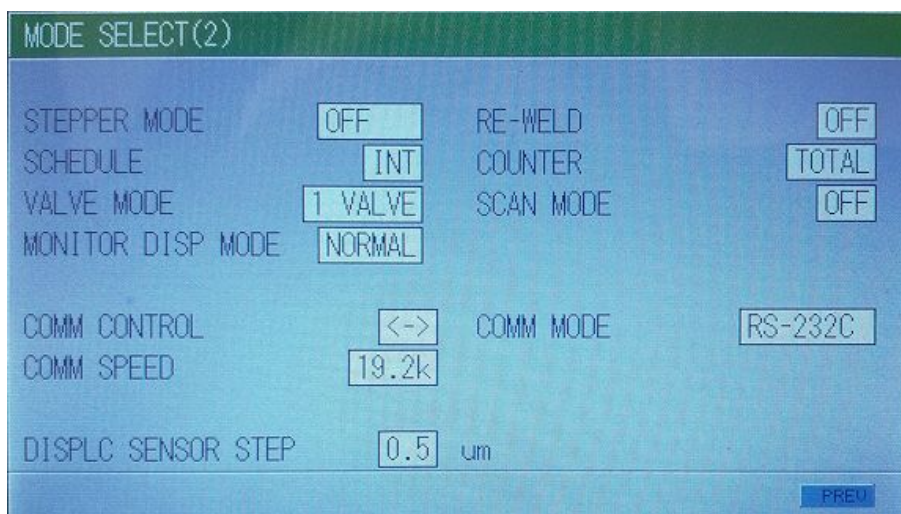 MODE SELECT(2)
STEPPER MODE OFF RE-WELD OFF
SCHEDULE INT COUNTER TOTAL
VALVE MODE 1 VALVE SCAN MODE OFF
MONITOR DISP MODE NORMAL
COMM CONTROL <-> COMM MODE RS-232C
COMM SPEED 19.2k
DISPLC SENSOR STEP 0.5 um
PREV